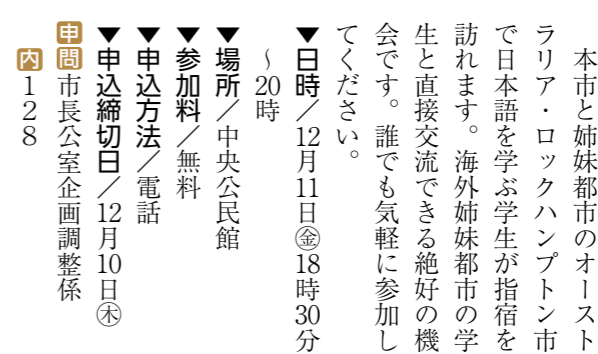 本市と姉妹都市のオースト
ラリア・ロックハンプトン市
で日本語を学ぶ学生が指宿を
訪れます。海外姉妹都市の学
生と直接交流できる絶好の機
会です。誰でも気軽に参加し
てください。
▼日時／12月11日㊎18時30分
～20時
▼場所／中央公民館
▼参加料／無料
▼申込方法／電話
▼申込締切日／12月10日㊍
申問市長公室企画調整係
内128